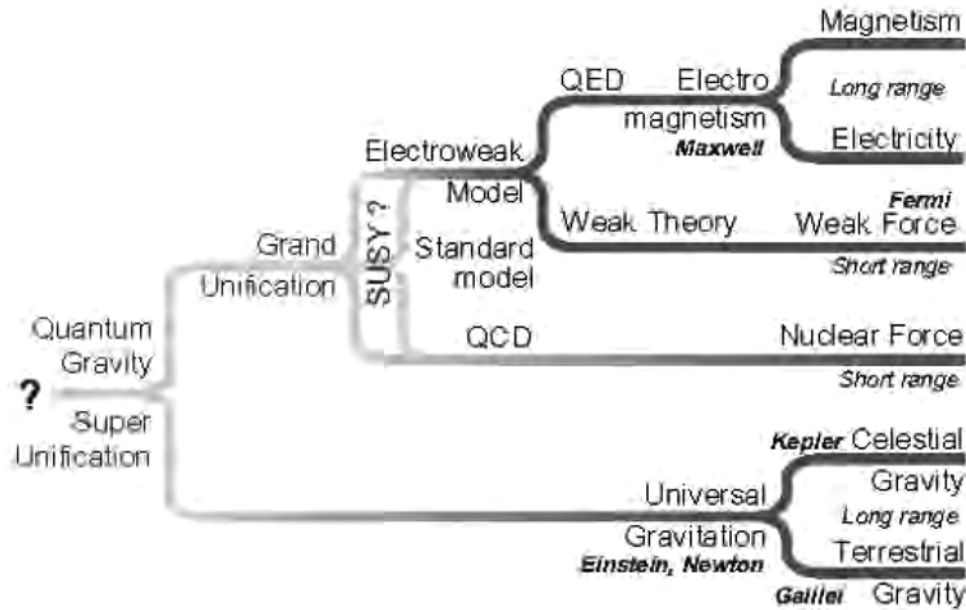 Magnetism
QED Electro
Long range
magnetism
Maxwell
Electricity
Electroweak
Model
Fermi
Weak Theory Weak Force
Short range
SUSY ?
Grand
Unification
Standard
model
Quantum
Gravity
QCD Nuclear Force
Short range
?
Super
Unification
Kepler Celestial
Gravity
Universal
Long range
Gravitation
Einstein, Newton
Terrestrial
Galilei Gravity